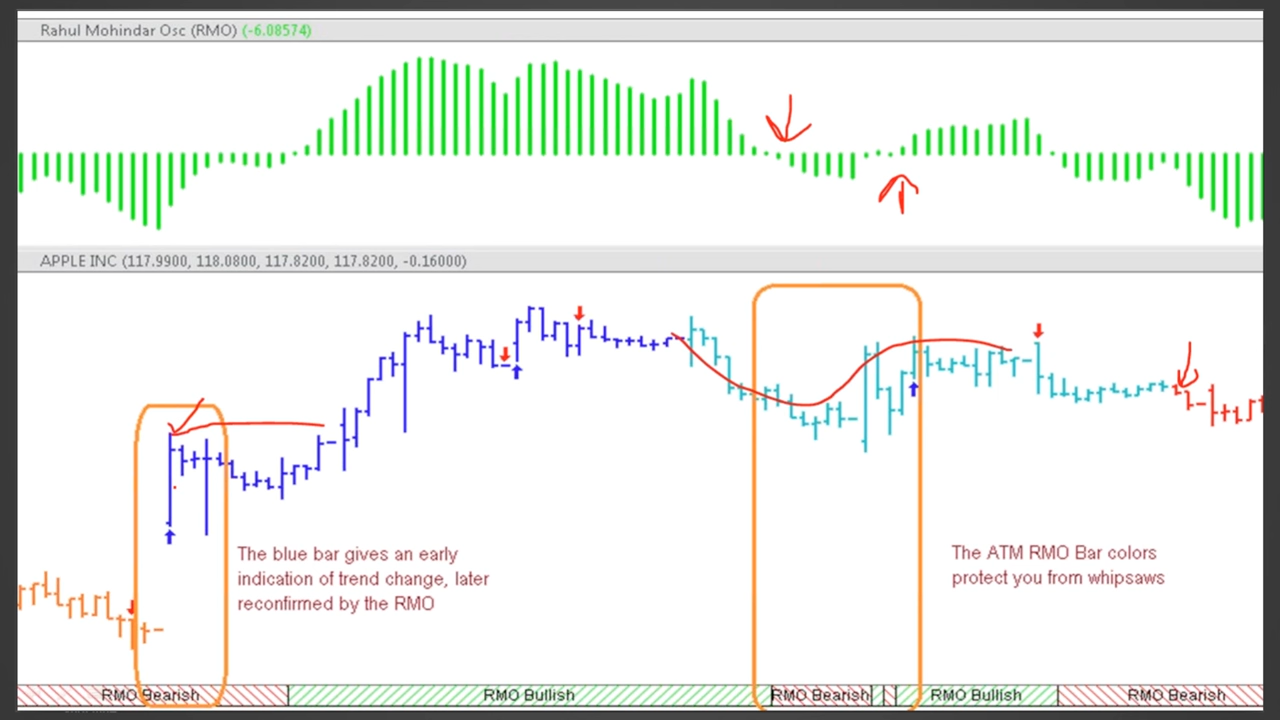 Rahul Mohindar Osc (RMO) (-6.08574)
APPLE INC (117.9900, 118.0800, 117.8200, 117.8200, -0.16000)
The blue bar gives an early
indication of trend change, later
reconfirmed by the RMO
The ATM RMO Bar colors
protect you from whipsaws
RMO Bearish
RMO Bullish
RMO Bearish
RMO Bullish
RMO Bearish